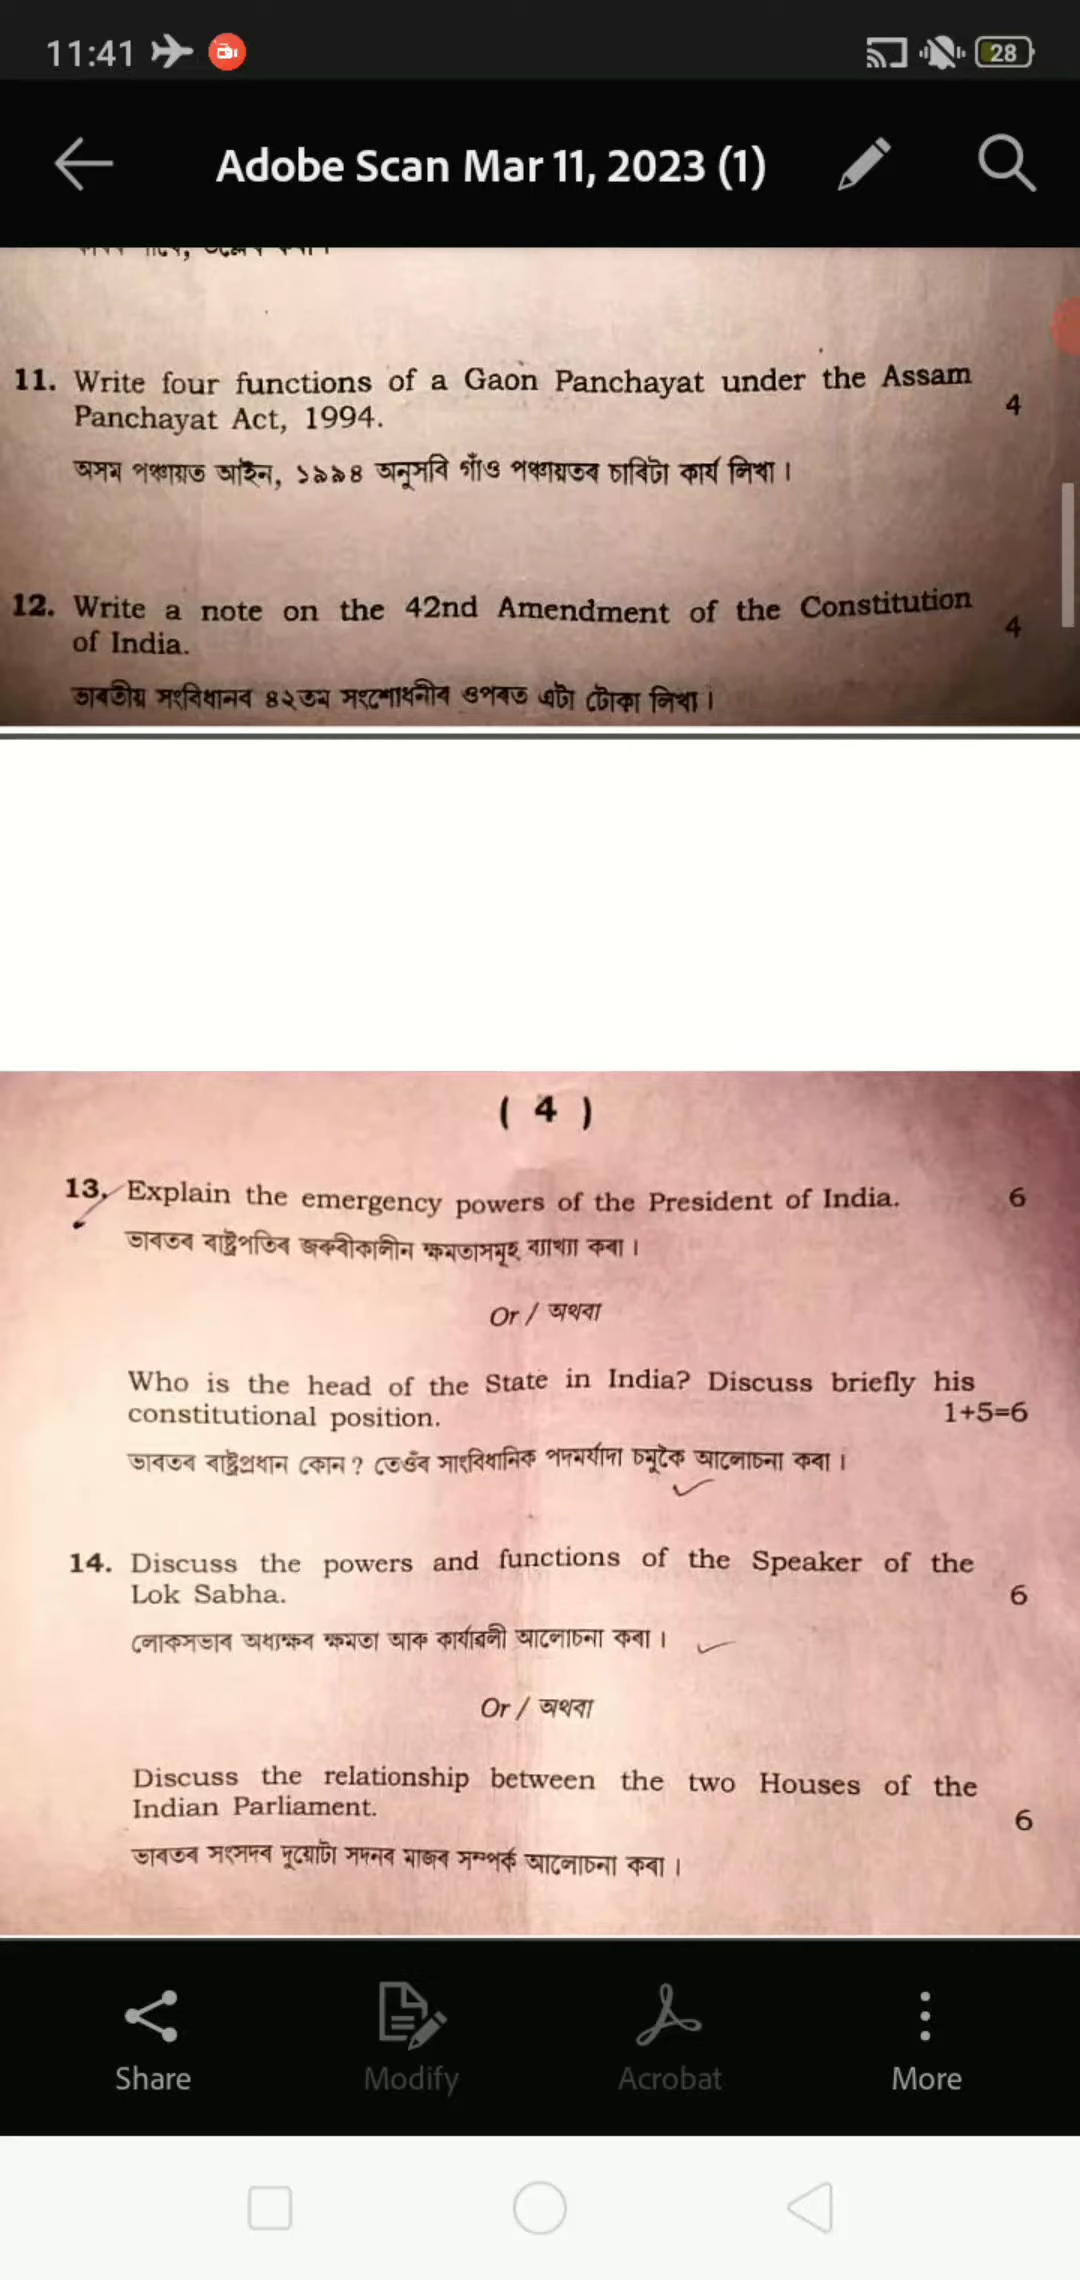 11:41
28
Adobe Scan Mar 11, 2023 (1)
11. Write four functions of a Gaon Panchayat under the Assam
Panchayat Act, 1994.
4
অসম পঞ্চায়ত আইন, ১৯৯৪ অনুসৰি গাঁও পঞ্চায়তৰ চাৰিটা কাৰ্য লিখা ।
12. Write a note on the 42nd Amendment of the Constitution
of India.
4
ভাৰতীয় সংবিধানৰ ৪২তম সংশোধনীৰ ওপৰত এটা টোকা লিখা ।
( 4 )
13. Explain the emergency powers of the President of India. 6
ভাৰতৰ ৰাষ্ট্ৰপতিৰ জৰুৰীকালীন ক্ষমতাসমূহ ব্যাখ্যা কৰা ।
Or / অথবা
Who is the head of the State in India? Discuss briefly his
constitutional position. 1+5=6
ভাৰতৰ ৰাষ্ট্ৰপ্ৰধান কোন ? তেওঁৰ সাংবিধানিক পদমৰ্যাদা চমুকৈ আলোচনা কৰা ।
14. Discuss the powers and functions of the Speaker of the
Lok Sabha. 6
লোকসভাৰ অধ্যক্ষৰ ক্ষমতা আৰু কাৰ্যাৱলী আলোচনা কৰা ।
Or / অথবা
Discuss the relationship between the two Houses of the
Indian Parliament. 6
ভাৰতৰ সংসদৰ দুয়োটা সদনৰ মাজৰ সম্পৰ্ক আলোচনা কৰা ।
Share
Modify
Acrobat
More